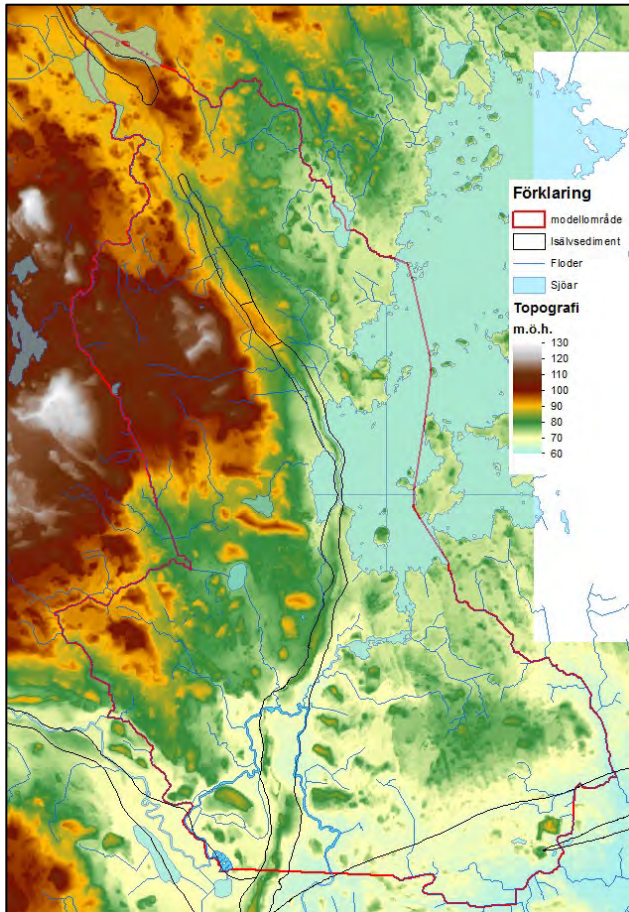 Förklaring
modellområde
Isälvsediment
Floder
Sjöar
Topografi
m.ö.h.
130
120
110
100
90
80
70
60